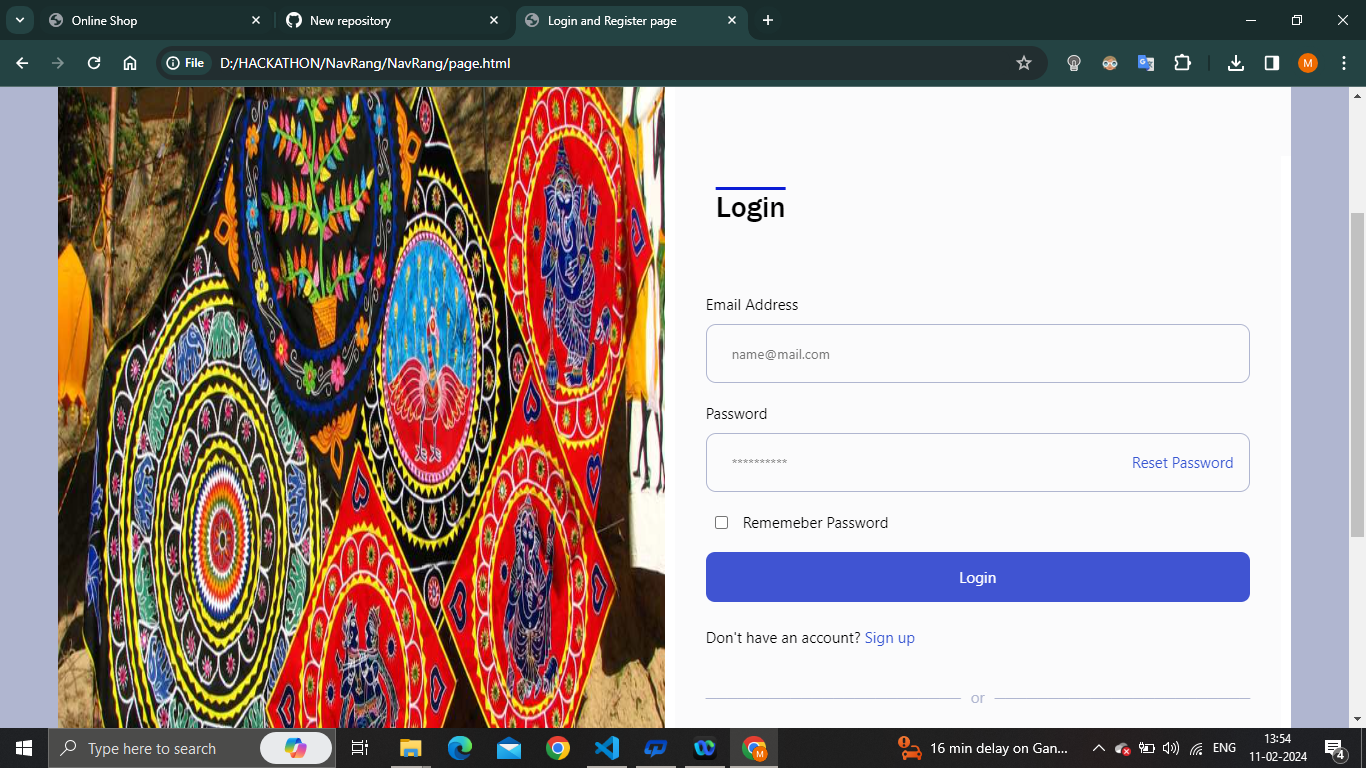 Online Shop
New repository
Login and Register page
File
D:/HACKATHON/NavRang/NavRang/page.html
M
Login
Email Address
name@mail.com
Password
**********
Reset Password
Rememeber Password
Login
Don't have an account? Sign up
or
Type here to search
M
16 min delay on Gan...
ENG
13:54
11-02-2024
4